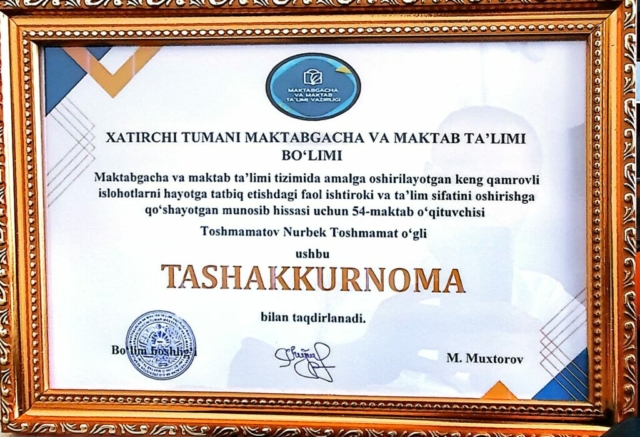 MAKTABGACHA
VA MAKTAB
TA'LIMI VAZIRLIGI
XATIRCHI TUMANI MAKTABGACHA VA MAKTAB TA'LIMI
BO'LIMI
Maktabgacha va maktab ta'limi tizimida amalga oshirilayotgan keng qamrovli
islohotlarni hayotga tatbiq etishdagi faol ishtiroki va ta'lim sifatini oshirishga
qo'shayotgan munosib hissasi uchun 54-maktab o'qituvchisi
Toshmamatov Nurbek Toshmamat o'gli
ushbu
TASHAKKURNOMA
bilan taqdirlanadi.
Bo'lim boshlig'i
M. Muxtorov